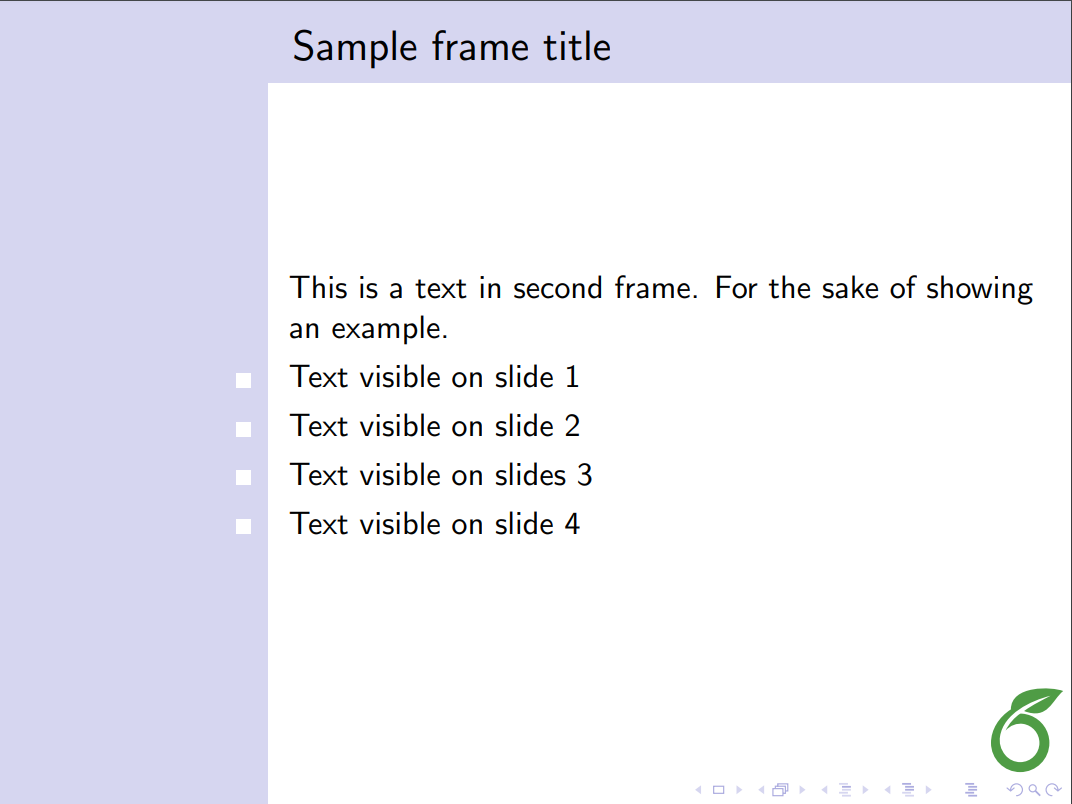 Sample frame title
This is a text in second frame. For the sake of showing
an example.
Text visible on slide 1
Text visible on slide 2
Text visible on slides 3
Text visible on slide 4